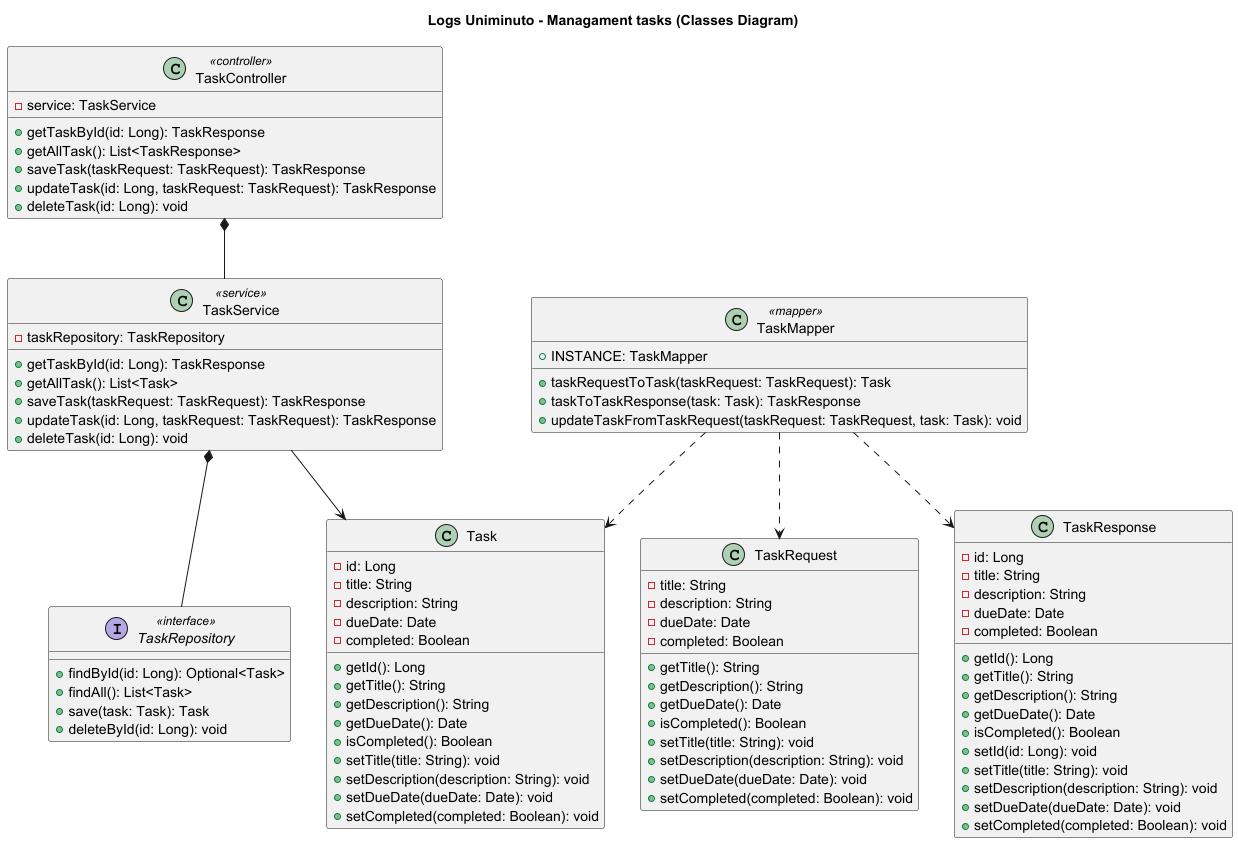 Logs Uniminuto - Managament tasks (Classes Diagram)
C
«controller»
TaskController
service: TaskService
getTaskById(id: Long): TaskResponse
getAllTask(): List<TaskResponse>
saveTask(taskRequest: TaskRequest): TaskResponse
updateTask(id: Long, taskRequest: TaskRequest): TaskResponse
deleteTask(id: Long): void
C
«service»
TaskService
taskRepository: TaskRepository
getTaskById(id: Long): TaskResponse
getAllTask(): List<Task>
saveTask(taskRequest: TaskRequest): TaskResponse
updateTask(id: Long, taskRequest: TaskRequest): TaskResponse
deleteTask(id: Long): void
C
«mapper»
TaskMapper
INSTANCE: TaskMapper
taskRequestToTask(taskRequest: TaskRequest): Task
taskToTaskResponse(task: Task): TaskResponse
updateTaskFromTaskRequest(taskRequest: TaskRequest, task: Task): void
I
«interface»
TaskRepository
findById(id: Long): Optional<Task>
findAll(): List<Task>
save(task: Task): Task
deleteById(id: Long): void
C
Task
id: Long
title: String
description: String
dueDate: Date
completed: Boolean
getId(): Long
getTitle(): String
getDescription(): String
getDueDate(): Date
isCompleted(): Boolean
setTitle(title: String): void
setDescription(description: String): void
setDueDate(dueDate: Date): void
setCompleted(completed: Boolean): void
C
TaskRequest
title: String
description: String
dueDate: Date
completed: Boolean
getTitle(): String
getDescription(): String
getDueDate(): Date
isCompleted(): Boolean
setTitle(title: String): void
setDescription(description: String): void
setDueDate(dueDate: Date): void
setCompleted(completed: Boolean): void
C
TaskResponse
id: Long
title: String
description: String
dueDate: Date
completed: Boolean
getId(): Long
getTitle(): String
getDescription(): String
getDueDate(): Date
isCompleted(): Boolean
setId(id: Long): void
setTitle(title: String): void
setDescription(description: String): void
setDueDate(dueDate: Date): void
setCompleted(completed: Boolean): void